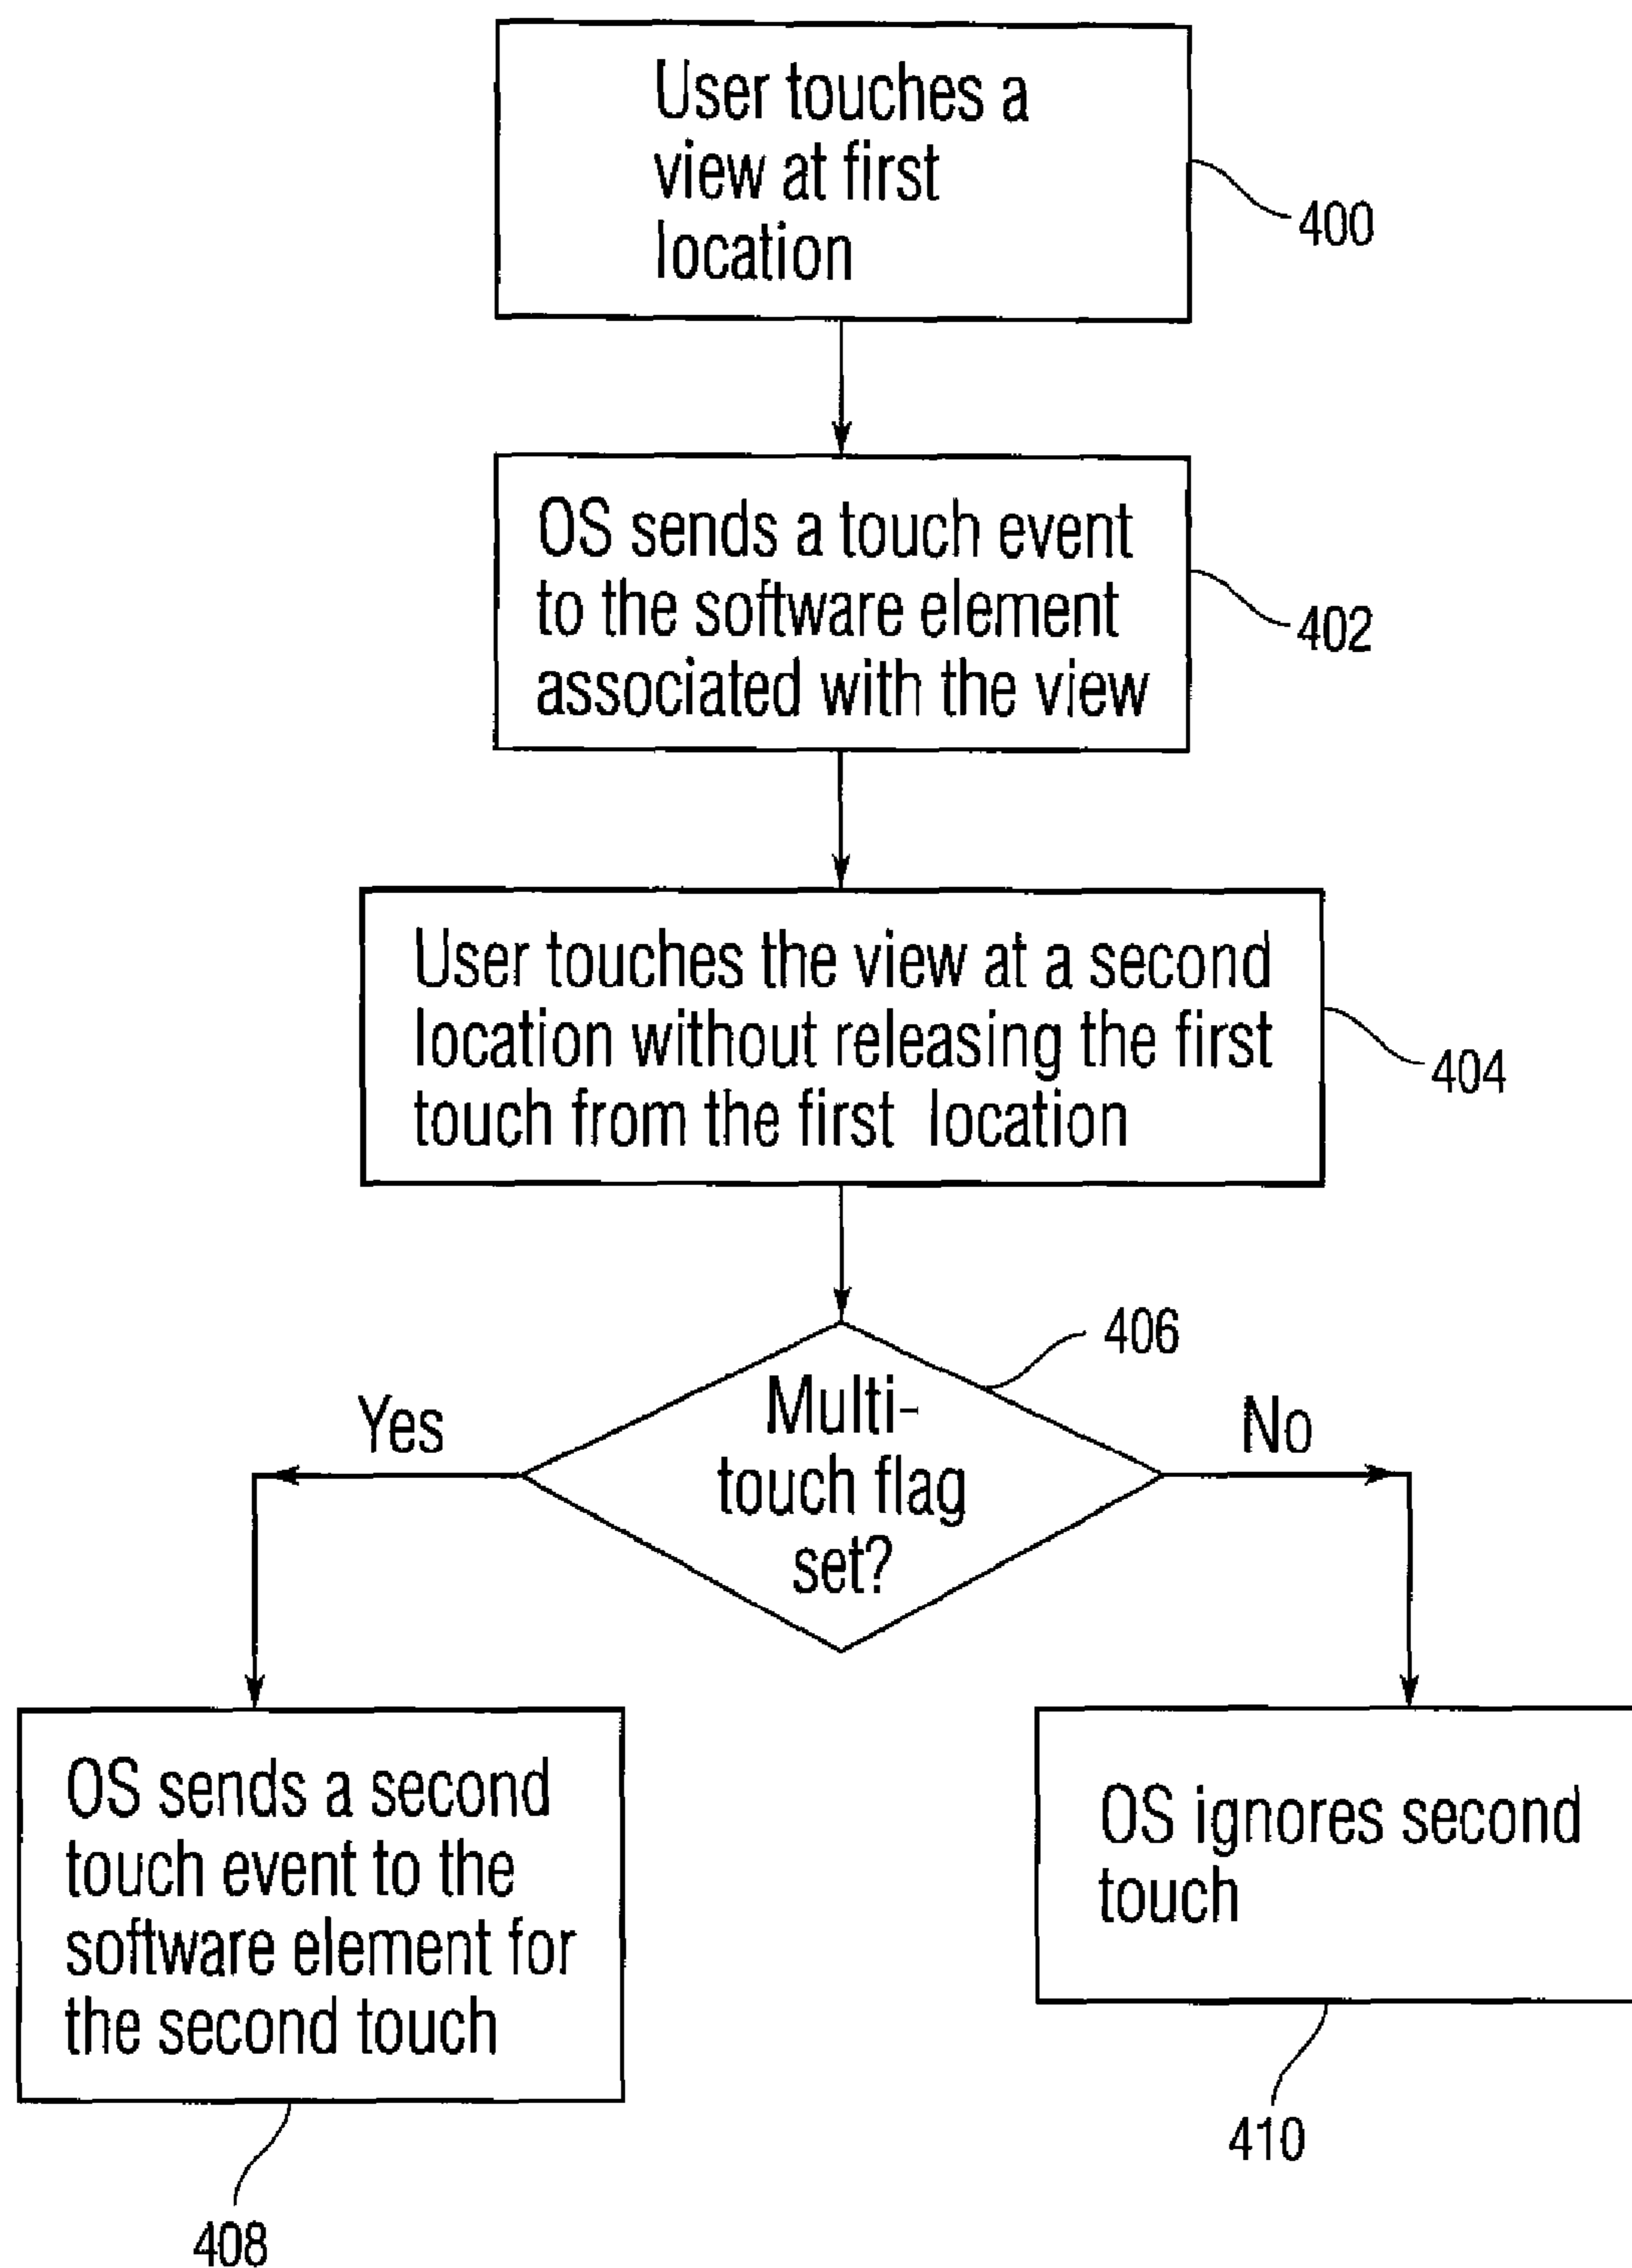 User touches a
view at first
location
400
OS sends a touch event
to the software element
associated with the view
402
User touches the view at a second
location without releasing the first
touch from the first location
404
406
Multi-
touch flag
set?
Yes
No
OS sends a second
touch event to the
software element for
the second touch
408
OS ignores second
touch
410